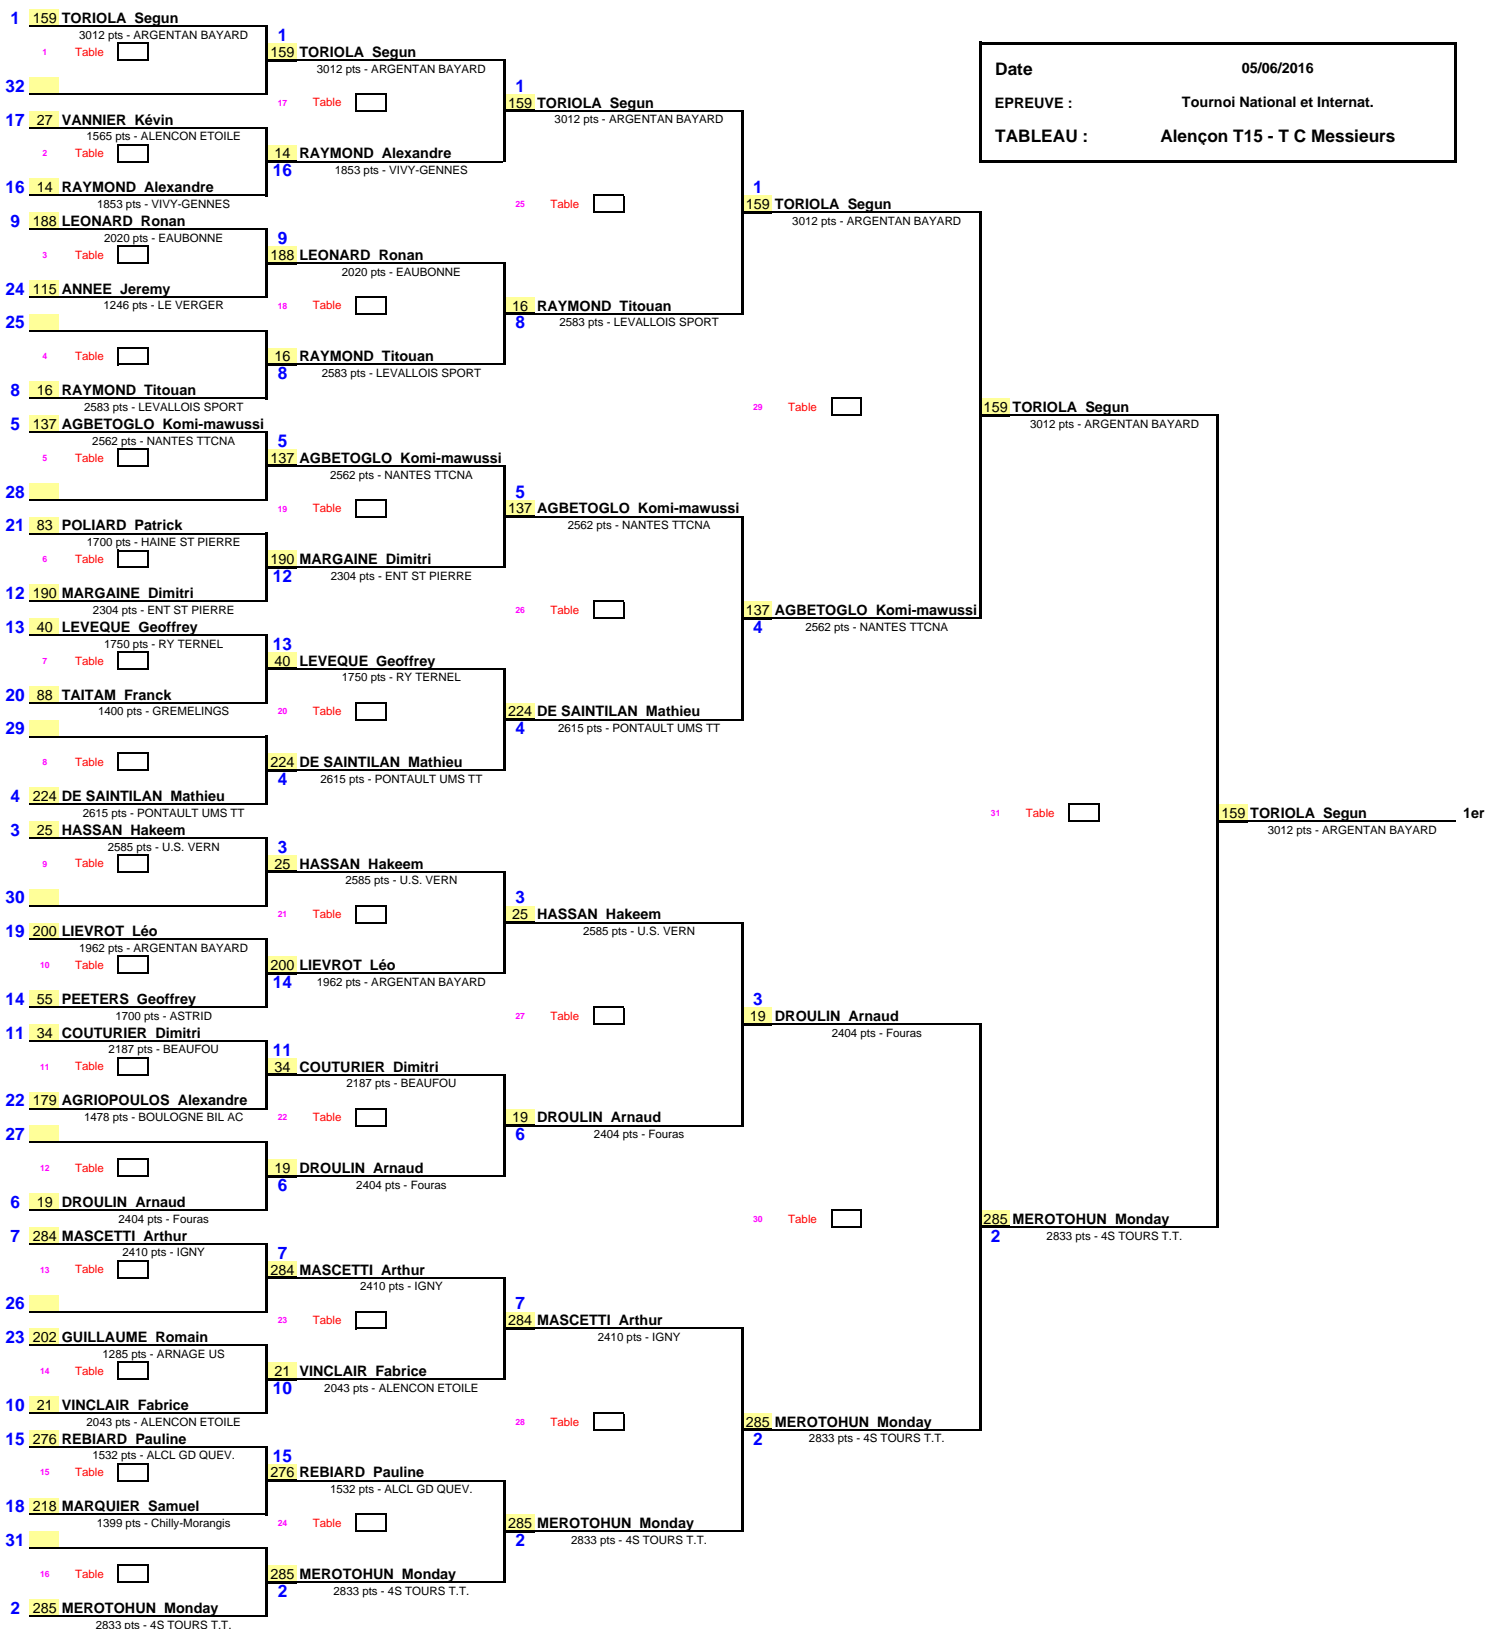 Date 05/06/2016
EPREUVE : Tournoi National et Internat.
TABLEAU : Alençon T15 - T C Messieurs
1 159 TORIOLA Segun
3012 pts - ARGENTAN BAYARD
1 Table
32
17 27 VANNIER Kévin
1565 pts - ALENCON ETOILE
2 Table
16 14 RAYMOND Alexandre
1853 pts - VIVY-GENNES
9 188 LEONARD Ronan
2020 pts - EAUBONNE
3 Table
24 115 ANNEE Jeremy
1246 pts - LE VERGER
25
4 Table
8 16 RAYMOND Titouan
2583 pts - LEVALLOIS SPORT
5 137 AGBETOGLO Komi-mawussi
2562 pts - NANTES TTCNA
5 Table
28
21 83 POLIARD Patrick
1700 pts - HAINE ST PIERRE
6 Table
12 190 MARGAINE Dimitri
2304 pts - ENT ST PIERRE
13 40 LEVEQUE Geoffrey
1750 pts - RY TERNEL
7 Table
20 88 TAITAM Franck
1400 pts - GREMELINGS
29
8 Table
4 224 DE SAINTILAN Mathieu
2615 pts - PONTAULT UMS TT
3 25 HASSAN Hakeem
2585 pts - U.S. VERN
9 Table
30
19 200 LIEVROT Léo
1962 pts - ARGENTAN BAYARD
10 Table
14 55 PEETERS Geoffrey
1700 pts - ASTRID
11 34 COUTURIER Dimitri
2187 pts - BEAUFOU
11 Table
22 179 AGRIOPOULOS Alexandre
1478 pts - BOULOGNE BIL AC
27
12 Table
6 19 DROULIN Arnaud
2404 pts - Fouras
7 284 MASCETTI Arthur
2410 pts - IGNY
13 Table
26
23 202 GUILLAUME Romain
1285 pts - ARNAGE US
14 Table
10 21 VINCLAIR Fabrice
2043 pts - ALENCON ETOILE
15 276 REBIARD Pauline
1532 pts - ALCL GD QUEV.
15 Table
18 218 MARQUIER Samuel
1399 pts - Chilly-Morangis
31
16 Table
2 285 MEROTOHUN Monday
2833 pts - 4S TOURS T.T.
1
159 TORIOLA Segun
3012 pts - ARGENTAN BAYARD
17 Table
14 RAYMOND Alexandre
16 1853 pts - VIVY-GENNES
9
188 LEONARD Ronan
2020 pts - EAUBONNE
18 Table
16 RAYMOND Titouan
8 2583 pts - LEVALLOIS SPORT
5
137 AGBETOGLO Komi-mawussi
2562 pts - NANTES TTCNA
19 Table
190 MARGAINE Dimitri
12 2304 pts - ENT ST PIERRE
13
40 LEVEQUE Geoffrey
1750 pts - RY TERNEL
20 Table
224 DE SAINTILAN Mathieu
4 2615 pts - PONTAULT UMS TT
3
25 HASSAN Hakeem
2585 pts - U.S. VERN
21 Table
200 LIEVROT Léo
14 1962 pts - ARGENTAN BAYARD
11
34 COUTURIER Dimitri
2187 pts - BEAUFOU
22 Table
19 DROULIN Arnaud
6 2404 pts - Fouras
7
284 MASCETTI Arthur
2410 pts - IGNY
23 Table
21 VINCLAIR Fabrice
10 2043 pts - ALENCON ETOILE
15
276 REBIARD Pauline
1532 pts - ALCL GD QUEV.
24 Table
285 MEROTOHUN Monday
2 2833 pts - 4S TOURS T.T.
1
159 TORIOLA Segun
3012 pts - ARGENTAN BAYARD
25 Table
16 RAYMOND Titouan
8 2583 pts - LEVALLOIS SPORT
5
137 AGBETOGLO Komi-mawussi
2562 pts - NANTES TTCNA
26 Table
224 DE SAINTILAN Mathieu
4 2615 pts - PONTAULT UMS TT
3
25 HASSAN Hakeem
2585 pts - U.S. VERN
27 Table
19 DROULIN Arnaud
6 2404 pts - Fouras
7
284 MASCETTI Arthur
2410 pts - IGNY
28 Table
285 MEROTOHUN Monday
2 2833 pts - 4S TOURS T.T.
1
159 TORIOLA Segun
3012 pts - ARGENTAN BAYARD
29 Table
137 AGBETOGLO Komi-mawussi
4 2562 pts - NANTES TTCNA
3
19 DROULIN Arnaud
2404 pts - Fouras
30 Table
285 MEROTOHUN Monday
2 2833 pts - 4S TOURS T.T.
159 TORIOLA Segun
3012 pts - ARGENTAN BAYARD
31 Table
285 MEROTOHUN Monday
2 2833 pts - 4S TOURS T.T.
159 TORIOLA Segun 1er
3012 pts - ARGENTAN BAYARD